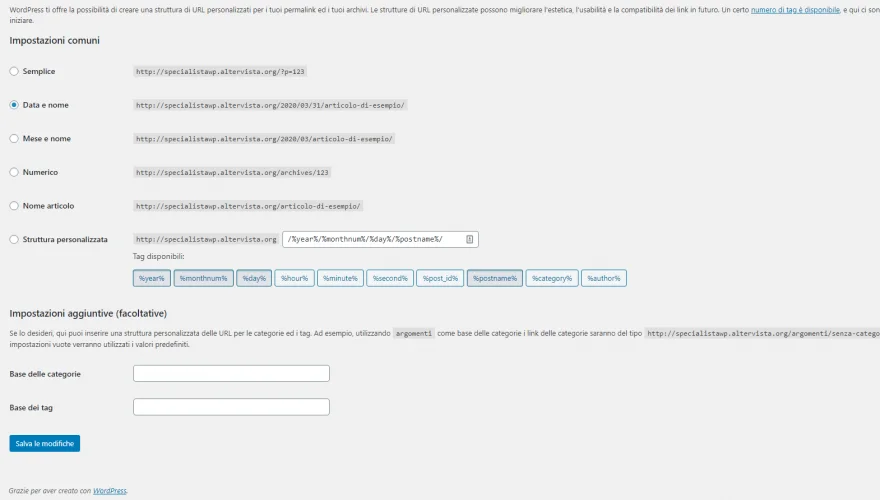 WordPress ti offre la possibilità di creare una struttura di URL personalizzati per i tuoi permalink ed i tuoi archivi. Le strutture di URL personalizzate possono migliorare l'estetica, l'usabilità e la compatibilità dei link in futuro. Un certo numero di tag è disponibile, e qui ci son
iniziare.
Impostazioni comuni
Semplice http://specialistawp.altervista.org/?p=123
Data e nome http://specialistawp.altervista.org/2020/03/31/articolo-di-esempio/
Mese e nome http://specialistawp.altervista.org/2020/03/articolo-di-esempio/
Numerico http://specialistawp.altervista.org/archives/123
Nome articolo http://specialistawp.altervista.org/articolo-di-esempio/
Struttura personalizzata http://specialistawp.altervista.org /%year%/%monthnum%/%day%/%postname%/
Tag disponibili:
%year% %monthnum% %day% %hour% %minute% %second% %post_id% %postname% %category% %author%
Impostazioni aggiuntive (facoltative)
Se lo desideri, qui puoi inserire una struttura personalizzata delle URL per le categorie ed i tag. Ad esempio, utilizzando argomenti come base delle categorie i link delle categorie saranno del tipo http://specialistawp.altervista.org/argomenti/senza-catego
impostazioni vuote verranno utilizzati i valori predefiniti.
Base delle categorie
Base dei tag
Salva le modifiche
Grazie per aver creato con WordPress.